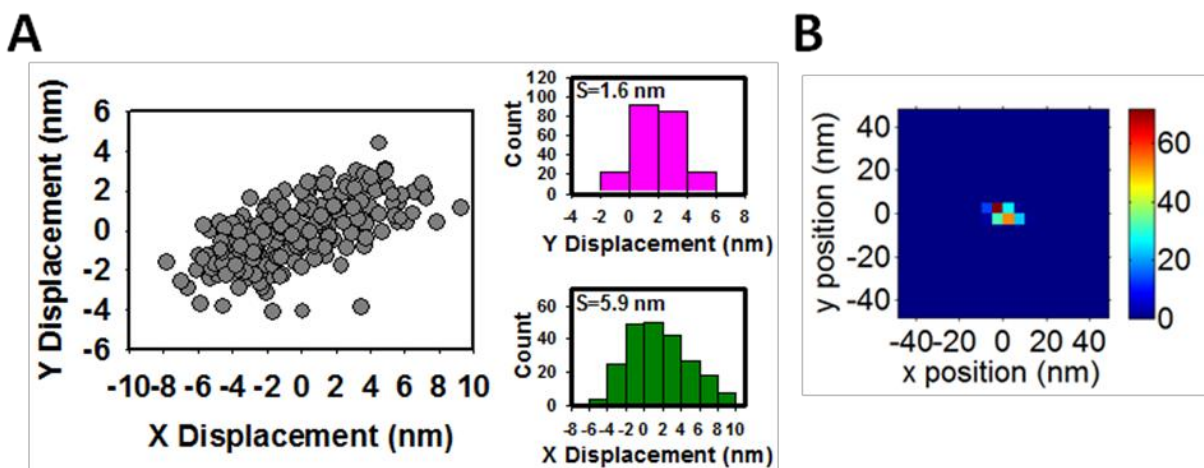 A
B
Y Displacement (nm)
6
4
2
0
-2
-4
-6
-10 -8 -6 -4 -2 0 2 4 6 8 10
X Displacement (nm)
S=1.6 nm
Count
120
100
80
60
40
20
0
-4 -2 0 2 4 6 8
Y Displacement (nm)
S=5.9 nm
Count
60
40
20
0
-8 -6 -4 -2 0 2 4 6 8 10
X Displacement (nm)
y position (nm)
40
20
0
-20
-40
-40 -20 0 20 40
x position (nm)
60
40
20
0